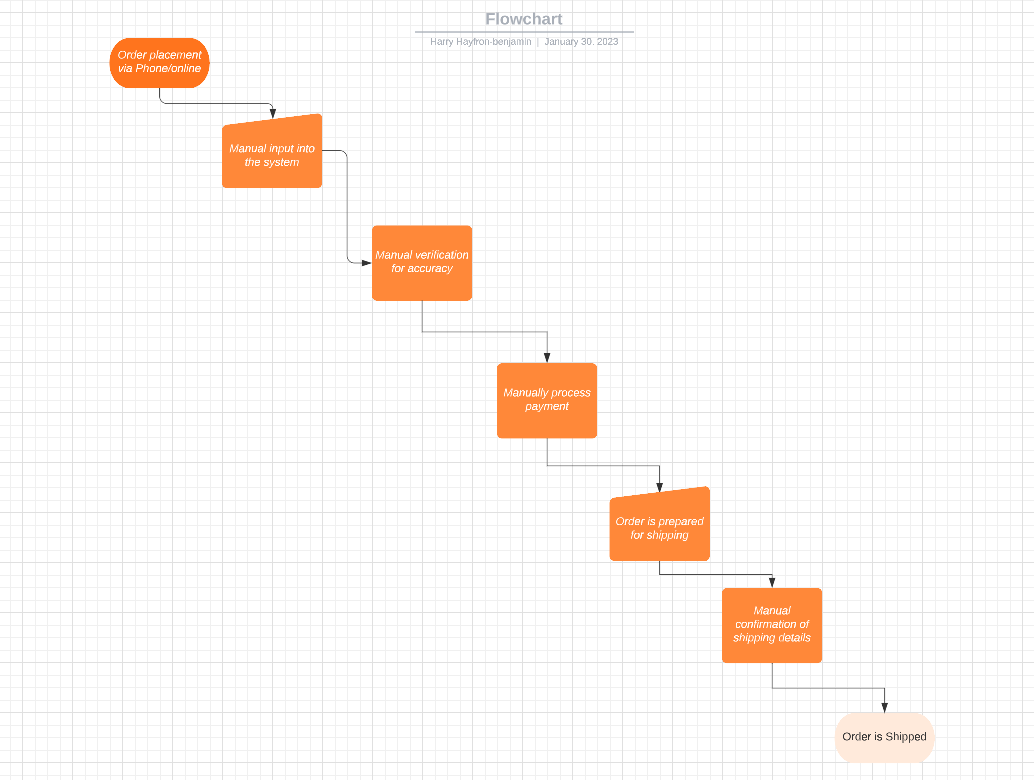 Flowchart
Harry Hayfron-benjamin | January 30, 2023
Order placement
via Phone/online
Manual input into
the system
Manual verification
for accuracy
Manually process
payment
Order is prepared
for shipping
Manual
confirmation of
shipping details
Order is Shipped